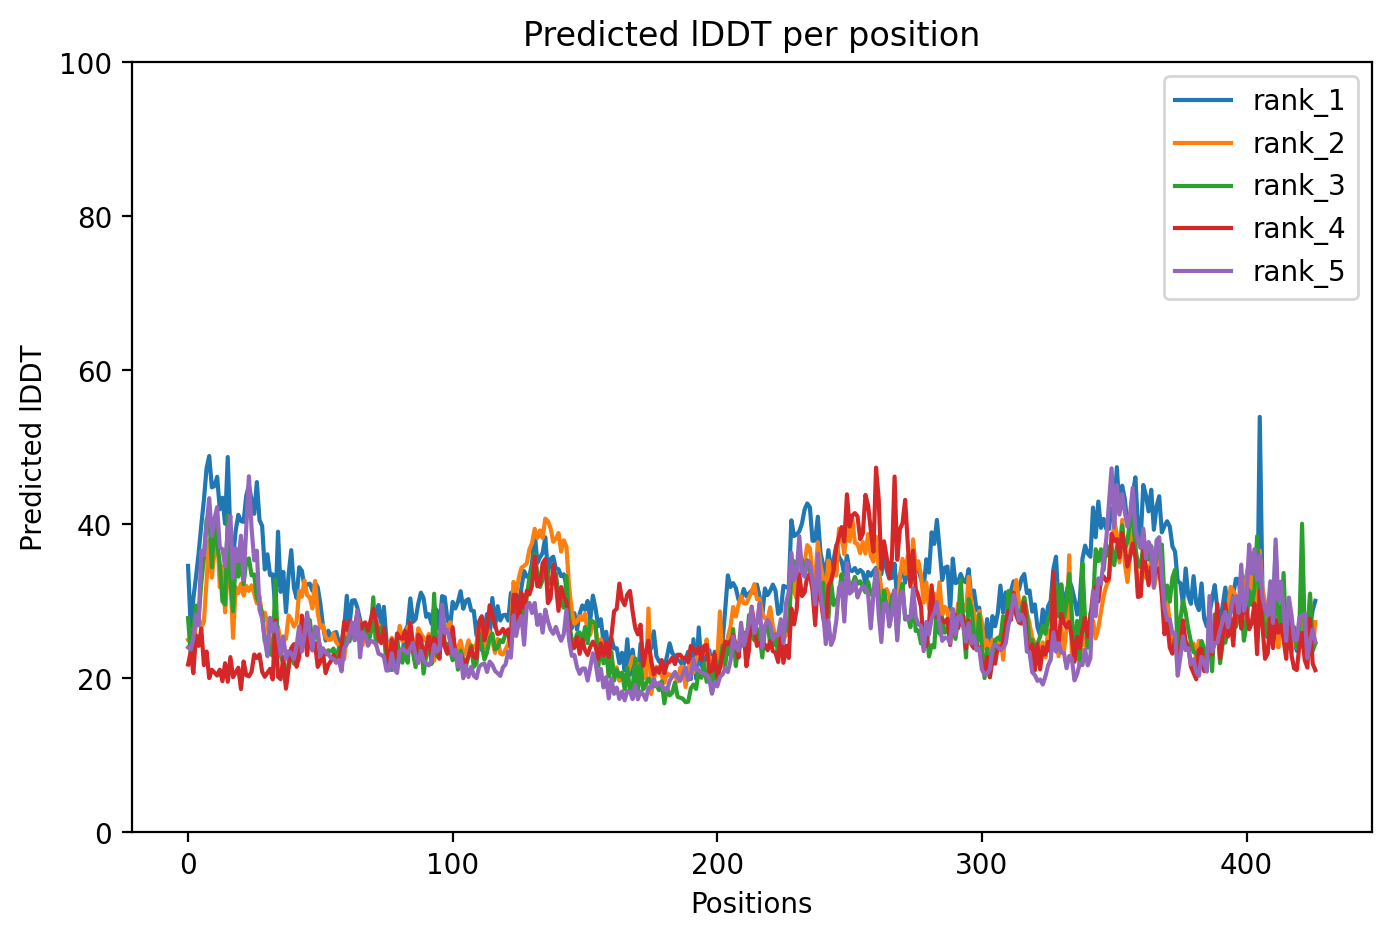 Predicted lDDT per position
100
80
60
40
20
0
Predicted lDDT
rank_1
rank_2
rank_3
rank_4
rank_5
0 100 200 300 400
Positions